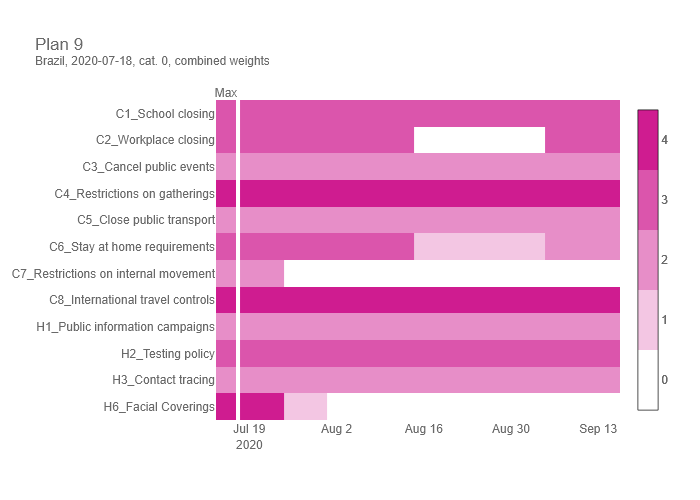 Plan 9
Brazil, 2020-07-18, cat. 0, combined weights
Max
C1_School closing
C2_Workplace closing
C3_Cancel public events
C4_Restrictions on gatherings
C5_Close public transport
C6_Stay at home requirements
C7_Restrictions on internal movement
C8_International travel controls
H1_Public information campaigns
H2_Testing policy
H3_Contact tracing
H6_Facial Coverings
Jul 19 Aug 2 Aug 16 Aug 30 Sep 13
2020
4
3
2
1
0